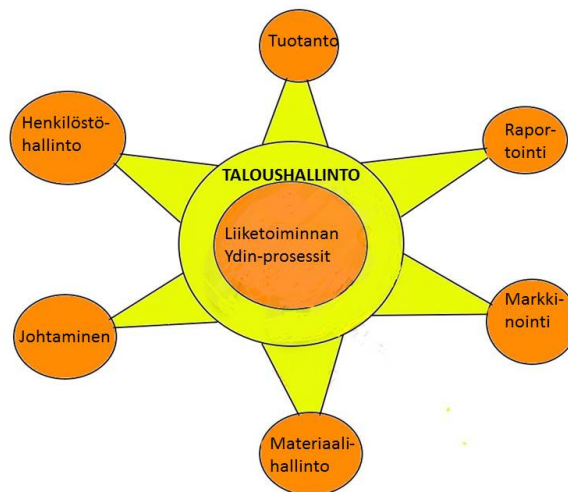 Tuotanto
Henkilöstö-
hallinto
Rapor-
tointi
TALOUSHALLINTO
Liiketoiminnan
Ydin-prosessit
Johtaminen
Markki-
nointi
Materiaali-
hallinto